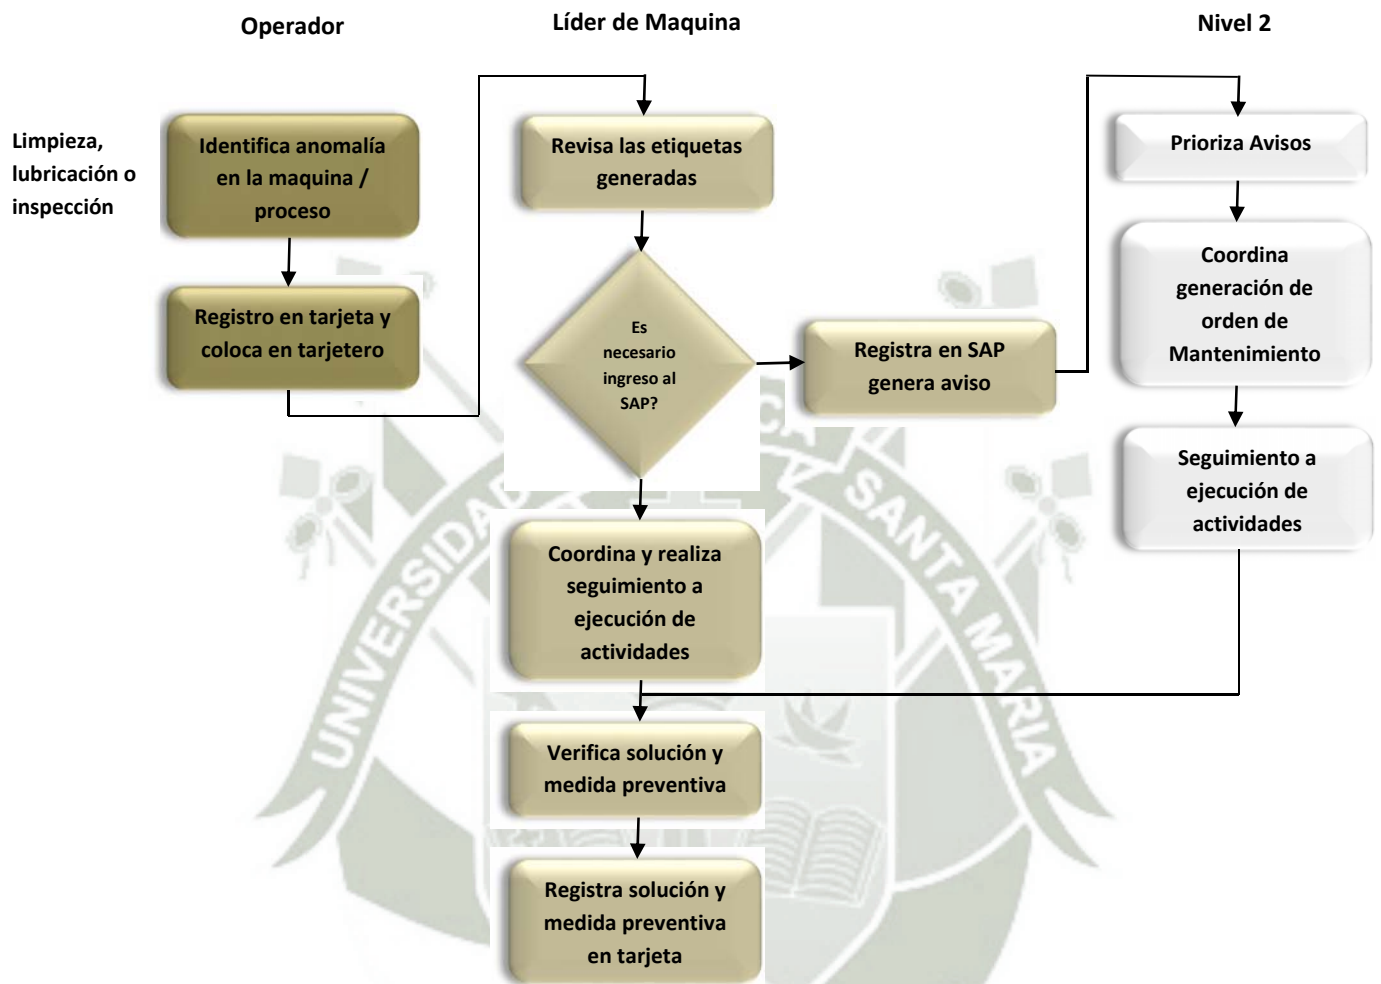 Operador
Líder de Maquina
Nivel 2
Limpieza,
lubricación o
inspección
Identifica anomalía
en la maquina /
proceso
Registro en tarjeta y
coloca en tarjetero
Revisa las etiquetas
generadas
Es
necesario
ingreso al
SAP?
Registra en SAP
genera aviso
Prioriza Avisos
Coordina
generación de
orden de
Mantenimiento
Seguimiento a
ejecución de
actividades
Coordina y realiza
seguimiento a
ejecución de
actividades
Verifica solución y
medida preventiva
Registra solución y
medida preventiva
en tarjeta
UNIVERSIDAD
SANTA MARIA